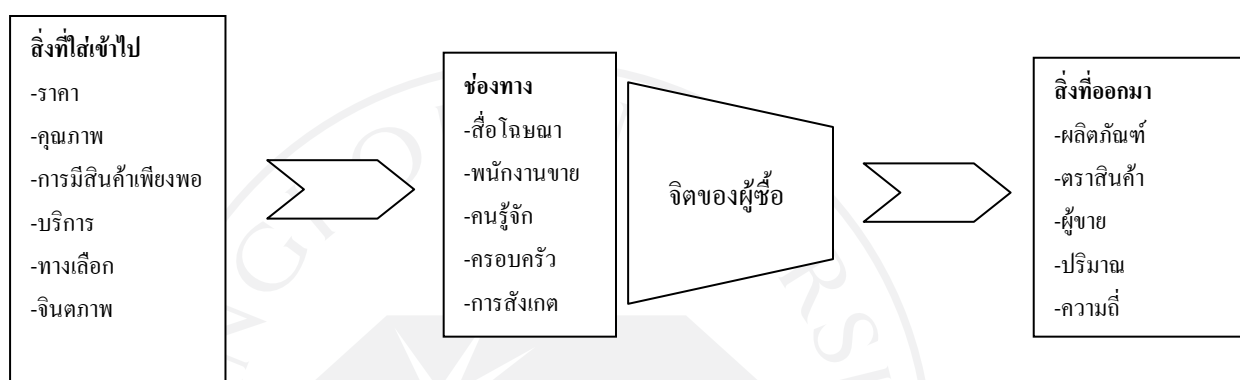 สิ่งที่ใส่เข้าไป
-ราคา
-คุณภาพ
-การมีสินค้าเพียงพอ
-บริการ
-ทางเลือก
-จินตภาพ
ช่องทาง
-สื่อโฆษณา
-พนักงานขาย
-คนรู้จัก
-ครอบครัว
-การสังเกต
จิตของผู้ซื้อ
สิ่งที่ออกมา
-ผลิตภัณฑ์
-ตราสินค้า
-ผู้ขาย
-ปริมาณ
-ความถี่